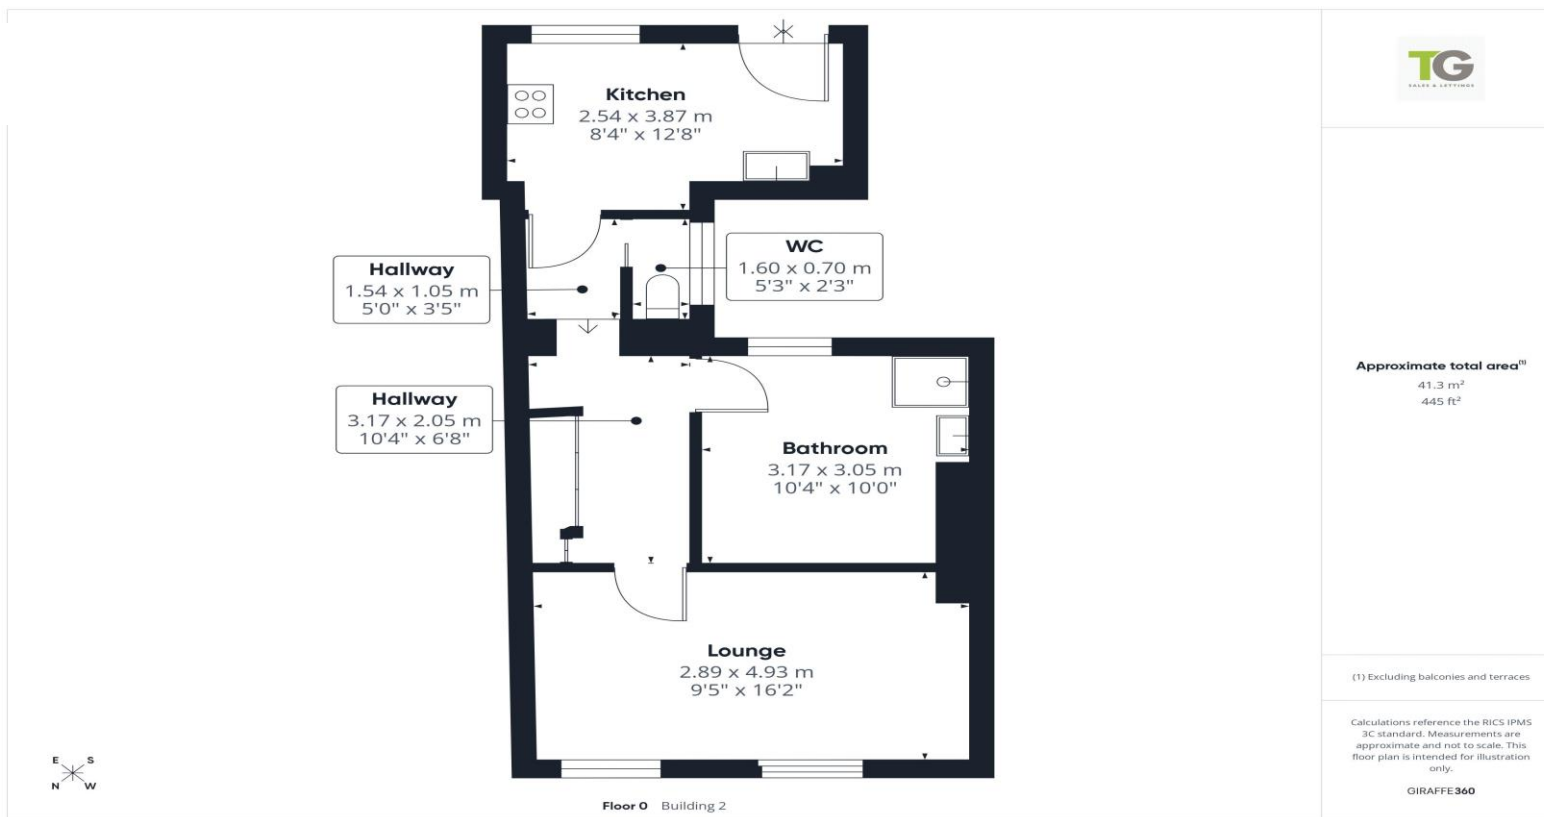 Kitchen
2.54 x 3.87 m
8'4" x 12'8"
WC
1.60 x 0.70 m
5'3" x 2'3"
Hallway
1.54 x 1.05 m
5'0" x 3'5"
Hallway
3.17 x 2.05 m
10'4" x 6'8"
Bathroom
3.17 x 3.05 m
10'4" x 10'0"
Lounge
2.89 x 4.93 m
9'5" x 16'2"
E S
N W
Floor 0 Building 2
TG
SALES & LETTINGS
Approximate total area(1)
41.3 m²
445 ft²
(1) Excluding balconies and terraces
Calculations reference the RICS IPMS
3C standard. Measurements are
approximate and not to scale. This
floor plan is intended for illustration
only.
GIRAFFE360